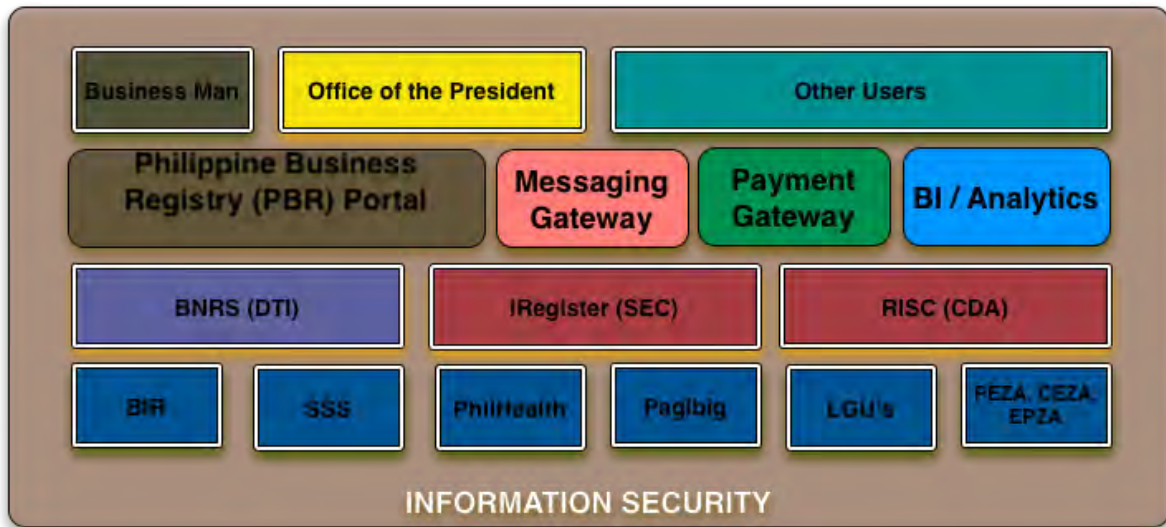 Business Man
Office of the President
Other Users
Philippine Business
Registry (PBR) Portal
Messaging
Gateway
Payment
Gateway
BI / Analytics
BNRS (DTI)
IRegister (SEC)
RISC (CDA)
BIR
SSS
PhilHealth
Pagibig
LGU's
PEZA, CEZA,
EPZA
INFORMATION SECURITY